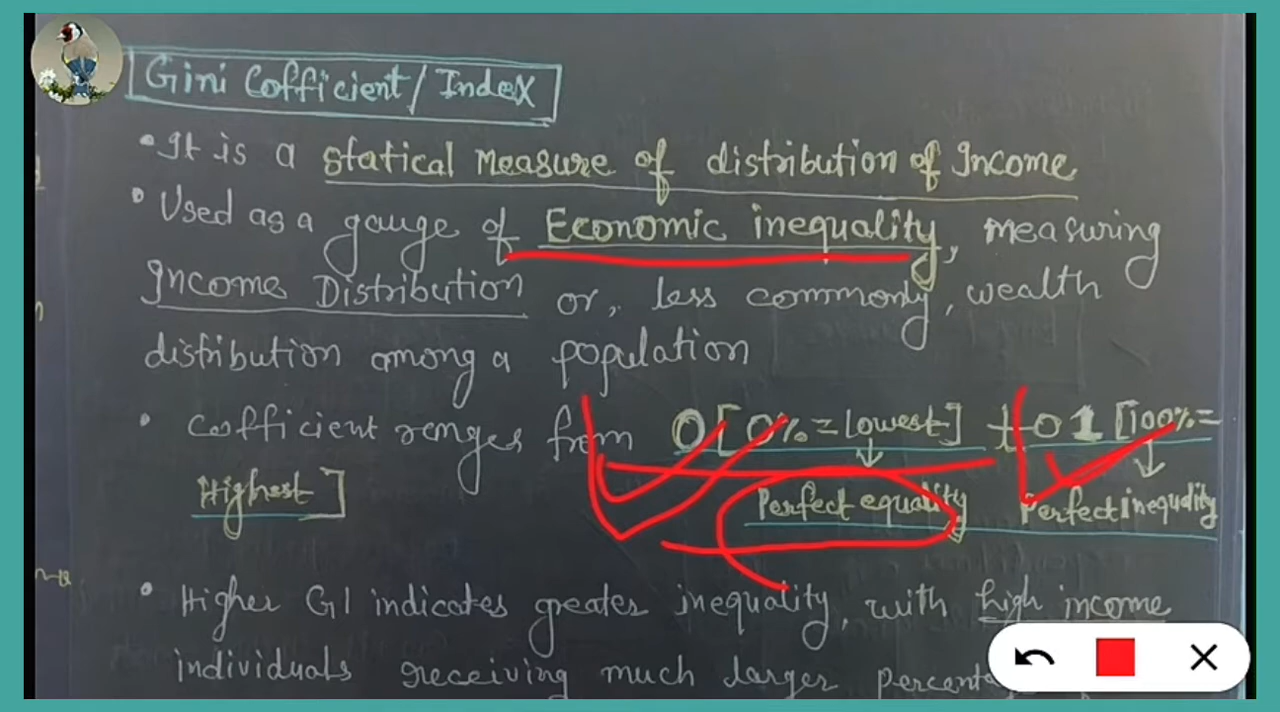 Gini Cofficient/Index
• It is a statical Measure of distribution of Income
• Used as a gauge of Economic inequality, measuring
Income Distribution or, less commonly, wealth
distribution among a population
• Cofficient ranges from 0 [0% = Lowest] to 1 [100% =
Highest]
Perfect equality Perfect inequality
• Higher GI indicates greater inequality, with high income
individuals receiving much larger